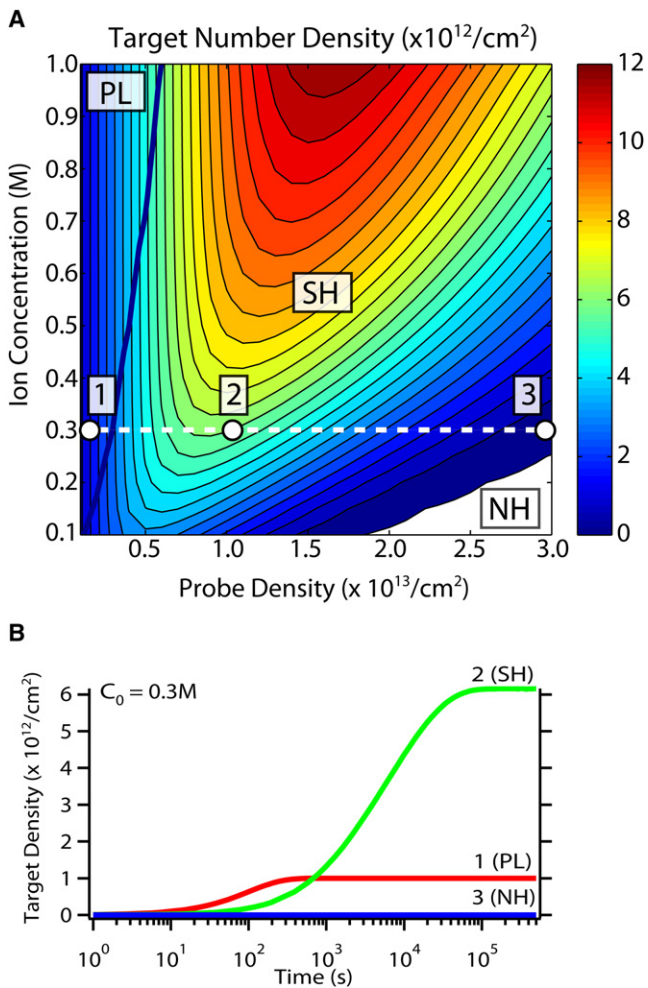 A
Target Number Density (x10¹²/cm²)
PL
SH
NH
1
2
3
1.0
0.9
0.8
0.7
0.6
0.5
0.4
0.3
0.2
0.1
Ion Concentration (M)
0.5
1.0
1.5
2.0
2.5
3.0
Probe Density (x 10¹³/cm²)
12
10
8
6
4
2
0
B
C₀ = 0.3M
2 (SH)
1 (PL)
3 (NH)
6
5
4
3
2
1
0
Target Density (x 10¹²/cm²)
10⁰
10¹
10²
10³
10⁴
10⁵
Time (s)